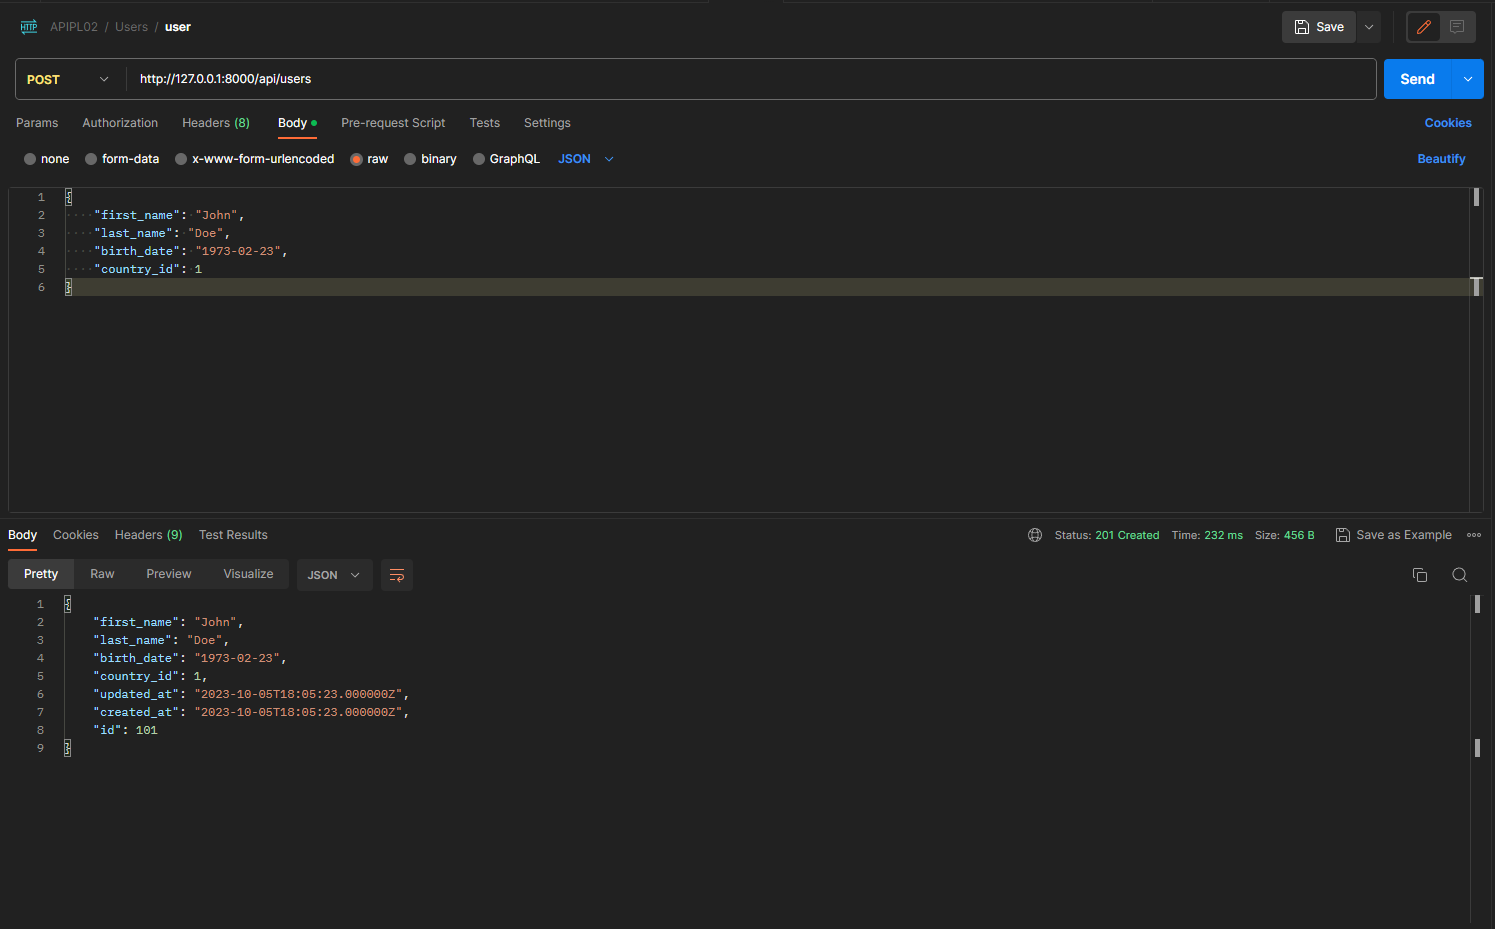 HTTP APIPL02 / Users / user Save
POST http://127.0.0.1:8000/api/users Send
Params Authorization Headers (8) Body Pre-request Script Tests Settings Cookies
none form-data x-www-form-urlencoded raw binary GraphQL JSON Beautify
1 {
2 "first_name": "John",
3 "last_name": "Doe",
4 "birth_date": "1973-02-23",
5 "country_id": 1
6 }
Body Cookies Headers (9) Test Results Status: 201 Created Time: 232 ms Size: 456 B Save as Example
Pretty Raw Preview Visualize JSON
1 {
2 "first_name": "John",
3 "last_name": "Doe",
4 "birth_date": "1973-02-23",
5 "country_id": 1,
6 "updated_at": "2023-10-05T18:05:23.000000Z",
7 "created_at": "2023-10-05T18:05:23.000000Z",
8 "id": 101
9 }